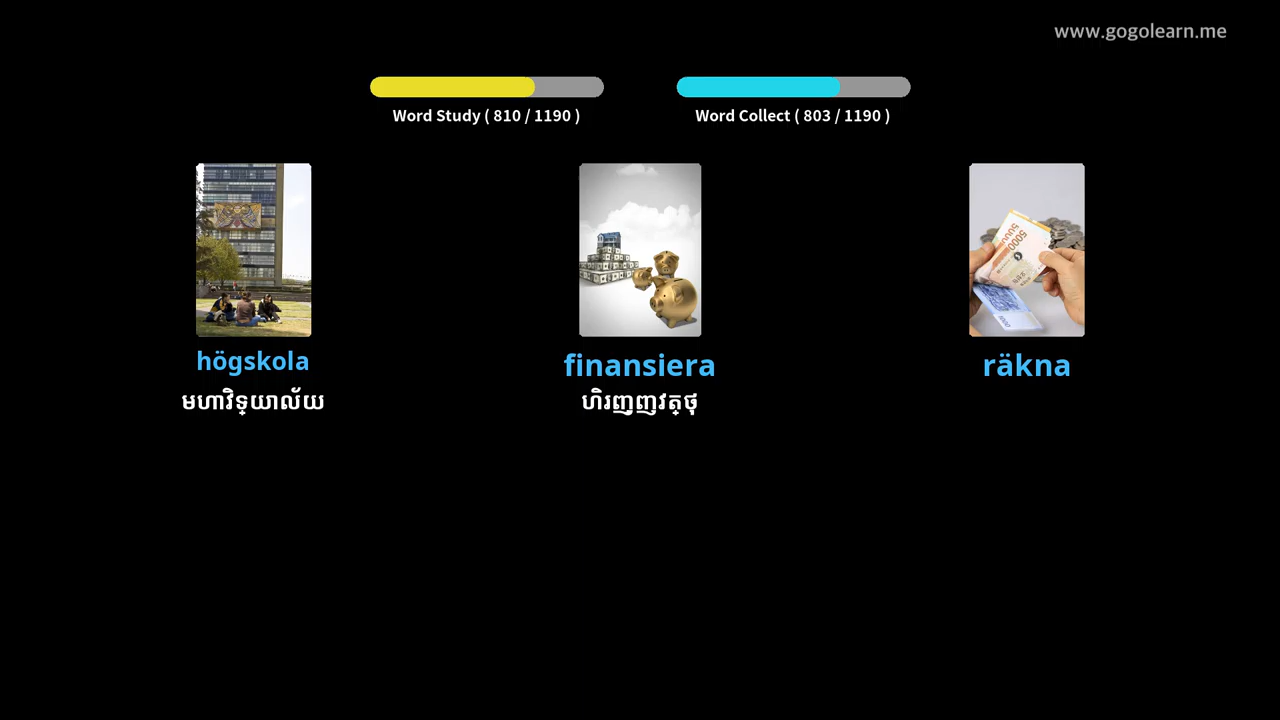 www.gogolearn.me
Word Study ( 810 / 1190 )
Word Collect ( 803 / 1190 )
högskola
finansiera
räkna
មហាវិទ្យាល័យ
ហិរញ្ញវត្ថុ